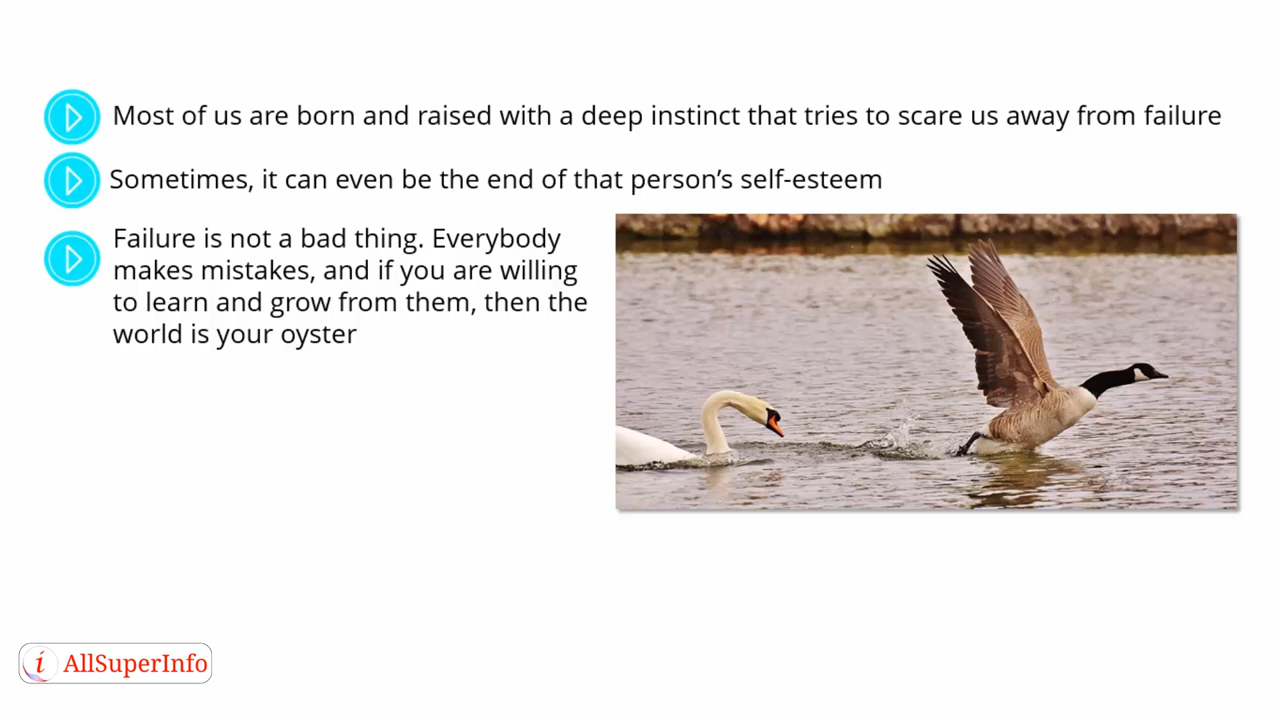 Most of us are born and raised with a deep instinct that tries to scare us away from failure
Sometimes, it can even be the end of that person’s self-esteem
Failure is not a bad thing. Everybody
makes mistakes, and if you are willing
to learn and grow from them, then the
world is your oyster
i AllSuperInfo